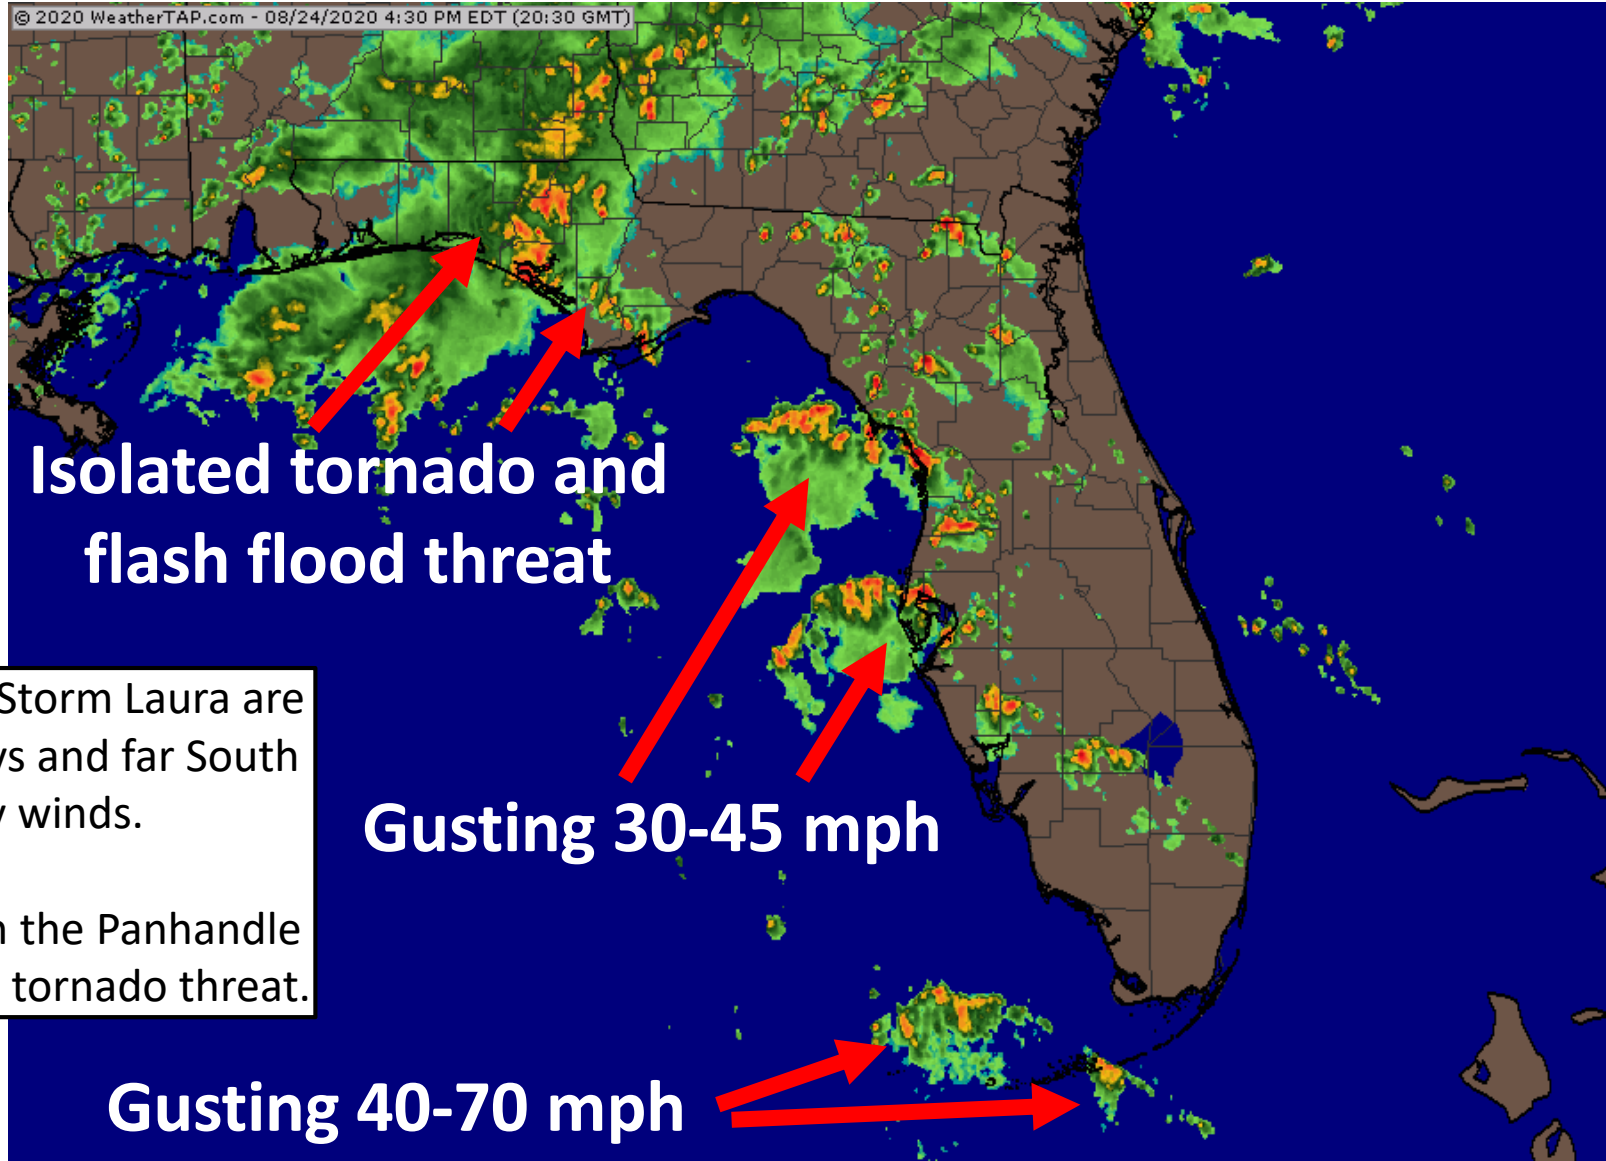 © 2020 WeatherTAP.com - 08/24/2020 4:30 PM EDT (20:30 GMT)
Isolated tornado and
flash flood threat
Storm Laura are
and far South
winds.
the Panhandle
tornado threat.
Gusting 30-45 mph
Gusting 40-70 mph